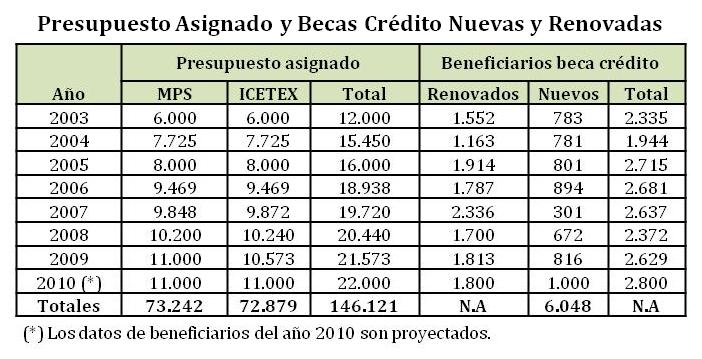 Presupuesto Asignado y Becas Crédito Nuevas y Renovadas
Presupuesto asignado Beneficiarios beca crédito
Año MPS ICETEX Total Renovados Nuevos Total
2003 6.000 6.000 12.000 1.552 783 2.335
2004 7.725 7.725 15.450 1.163 781 1.944
2005 8.000 8.000 16.000 1.914 801 2.715
2006 9.469 9.469 18.938 1.787 894 2.681
2007 9.848 9.872 19.720 2.336 301 2.637
2008 10.200 10.240 20.440 1.700 672 2.372
2009 11.000 10.573 21.573 1.813 816 2.629
2010 (*) 11.000 11.000 22.000 1.800 1.000 2.800
Totales 73.242 72.879 146.121 N.A 6.048 N.A
(*) Los datos de beneficiarios del año 2010 son proyectados.